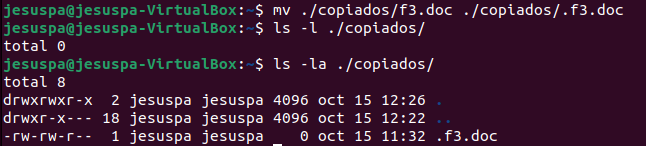 jesuspa@jesuspa-VirtualBox:~$ mv ./copiados/f3.doc ./copiados/.f3.doc
jesuspa@jesuspa-VirtualBox:~$ ls -l ./copiados/
total 0
jesuspa@jesuspa-VirtualBox:~$ ls -la ./copiados/
total 8
drwxrwxr-x  2 jesuspa jesuspa 4096 oct 15 12:26 .
drwxr-x--- 18 jesuspa jesuspa 4096 oct 15 12:22 ..
-rw-rw-r--  1 jesuspa jesuspa    0 oct 15 11:32 .f3.doc